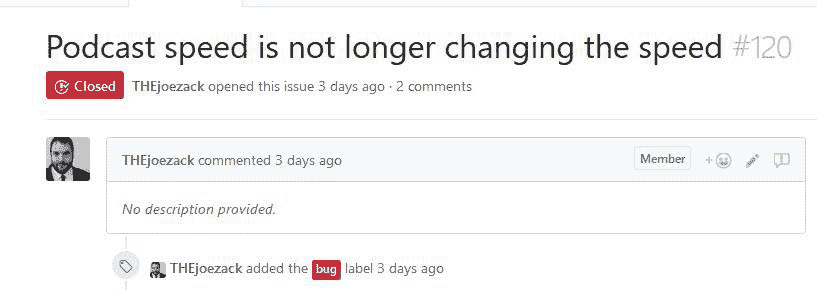 Podcast speed is not longer changing the speed #120
Closed THEjoezack opened this issue 3 days ago · 2 comments
THEjoezack commented 3 days ago Member
No description provided.
THEjoezack added the bug label 3 days ago